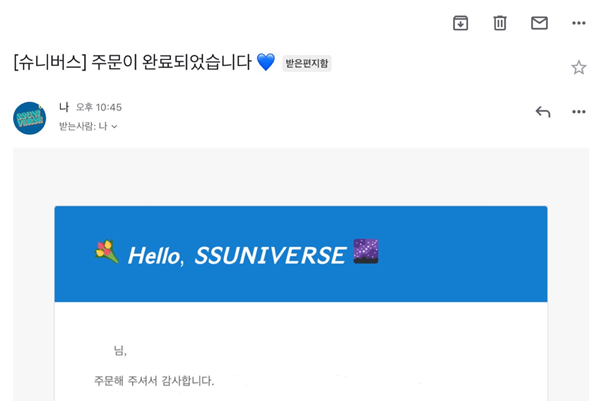 [슈니버스] 주문이 완료되었습니다 💙 받은편지함
나 오후 10:45
받는사람: 나
💐 Hello, SSUNIVERSE 🌌
님,
주문해 주셔서 감사합니다.